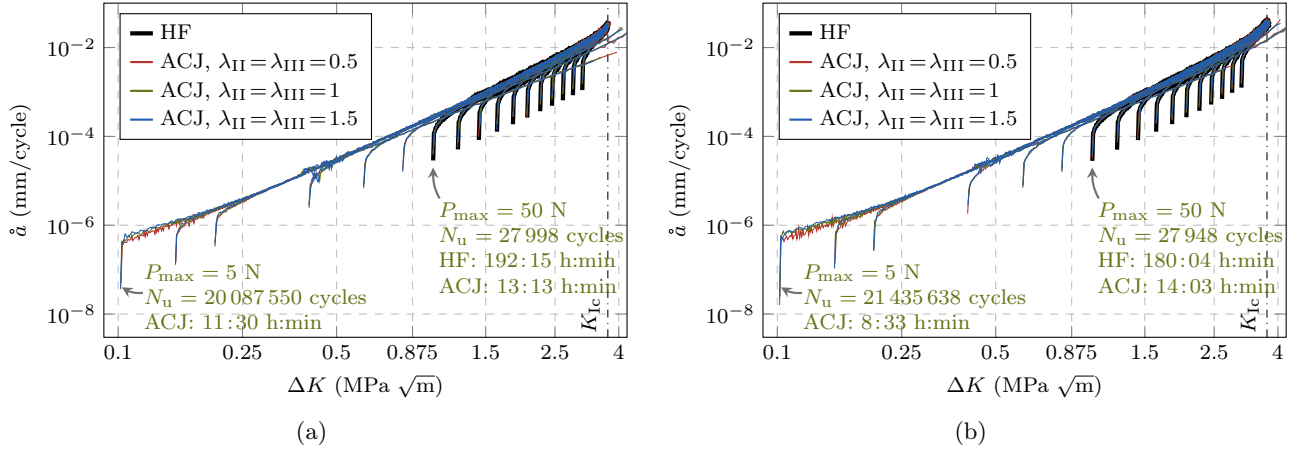 HF
ACJ, λII=λIII=0.5
ACJ, λII=λIII=1
ACJ, λII=λIII=1.5
10−2
10−4
10−6
10−8
å (mm/cycle)
Pmax = 50 N
Nu = 27 998 cycles
HF: 192:15 h:min
ACJ: 13:13 h:min
Pmax = 5 N
Nu = 20 087 550 cycles
ACJ: 11:30 h:min
KIc
0.1 0.25 0.5 0.875 1.5 2.5 4
ΔK (MPa √m)
(a)
HF
ACJ, λII=λIII=0.5
ACJ, λII=λIII=1
ACJ, λII=λIII=1.5
10−2
10−4
10−6
10−8
å (mm/cycle)
Pmax = 50 N
Nu = 27 948 cycles
HF: 180:04 h:min
ACJ: 14:03 h:min
Pmax = 5 N
Nu = 21 435 638 cycles
ACJ: 8:33 h:min
KIc
0.1 0.25 0.5 0.875 1.5 2.5 4
ΔK (MPa √m)
(b)